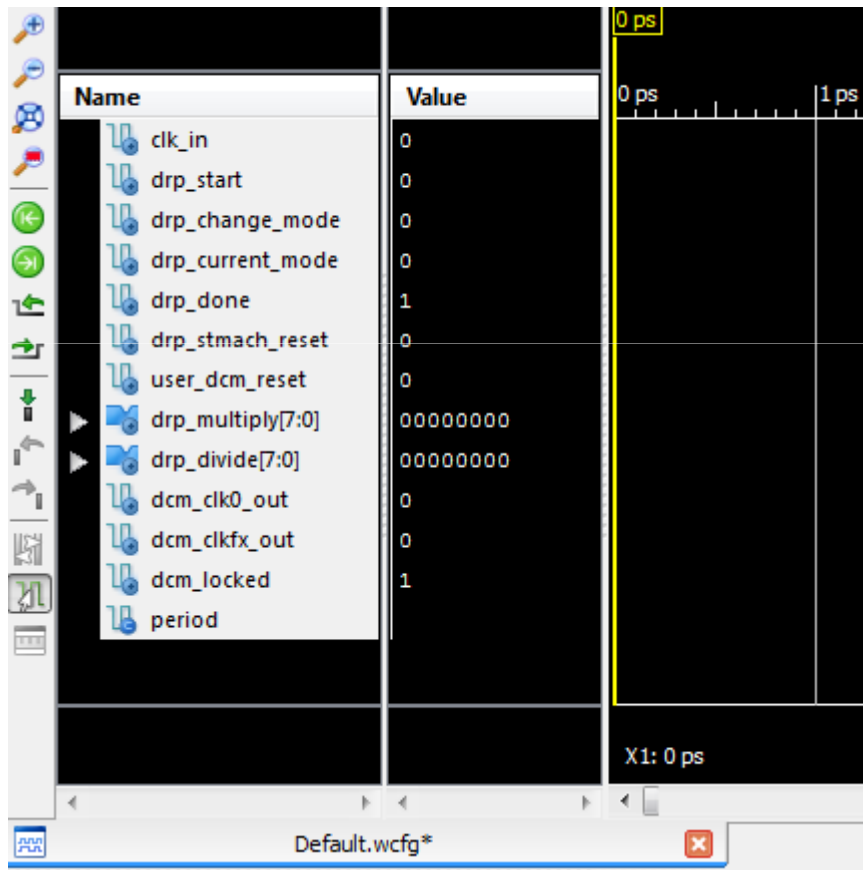 0 ps
Name Value 0 ps 1 ps
clk_in 0
drp_start 0
drp_change_mode 0
drp_current_mode 0
drp_done 1
drp_stmach_reset 0
user_dcm_reset 0
drp_multiply[7:0] 00000000
drp_divide[7:0] 00000000
dcm_clk0_out 0
dcm_clkfx_out 0
dcm_locked 1
period
X1: 0 ps
Default.wcfg*